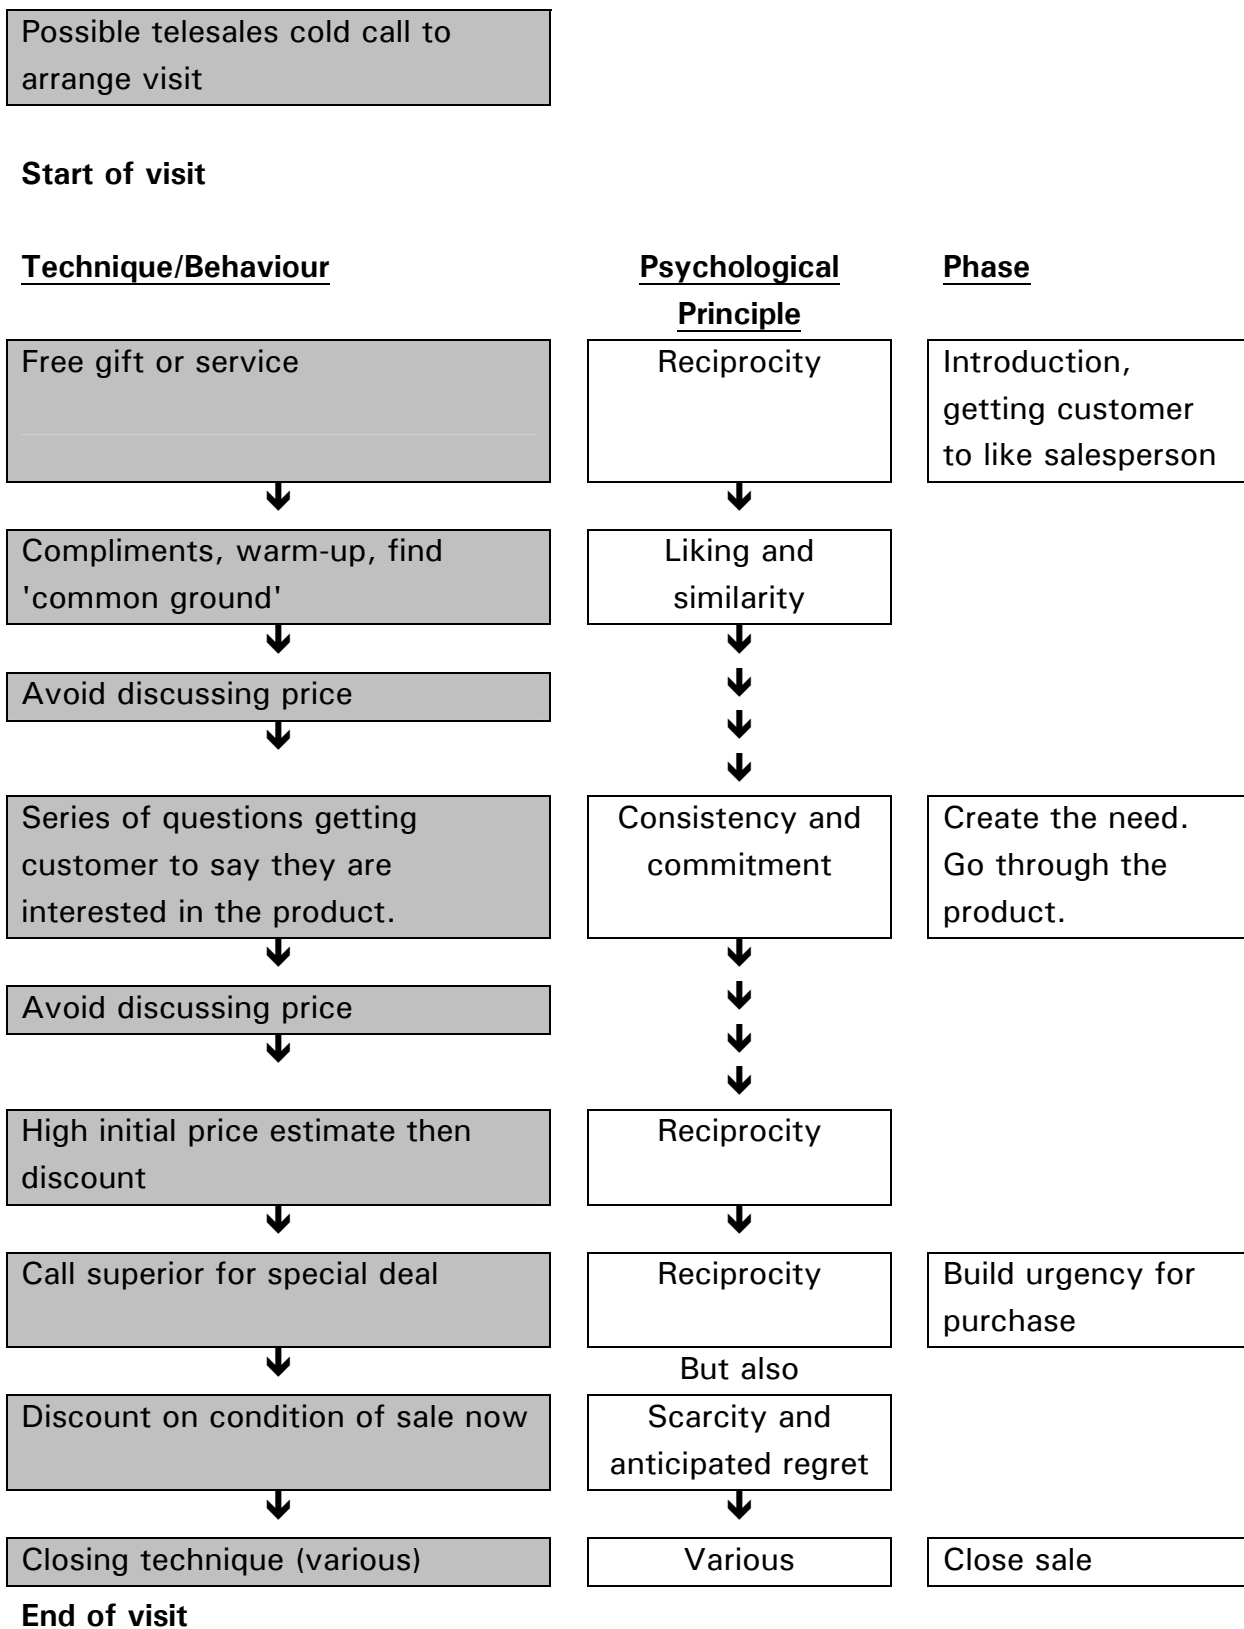 Possible telesales cold call to
arrange visit
Start of visit
Technique/Behaviour
Psychological
Principle
Phase
Free gift or service
Reciprocity
Introduction,
getting customer
to like salesperson
Compliments, warm-up, find
'common ground'
Liking and
similarity
Avoid discussing price
Series of questions getting
customer to say they are
interested in the product.
Consistency and
commitment
Create the need.
Go through the
product.
Avoid discussing price
High initial price estimate then
discount
Reciprocity
Call superior for special deal
Reciprocity
Build urgency for
purchase
But also
Discount on condition of sale now
Scarcity and
anticipated regret
Closing technique (various)
Various
Close sale
End of visit